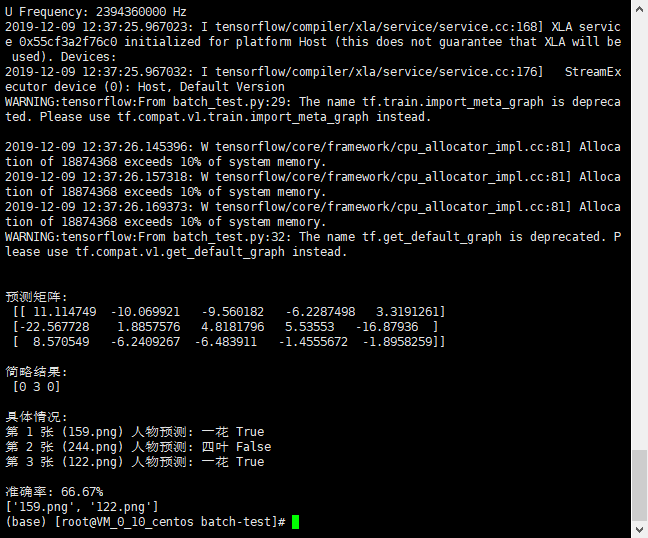 U Frequency: 2394360000 Hz
2019-12-09 12:37:25.967023: I tensorflow/compiler/xla/service/service.cc:168] XLA servic
e 0x55cf3a2f76c0 initialized for platform Host (this does not guarantee that XLA will be
 used). Devices:
2019-12-09 12:37:25.967032: I tensorflow/compiler/xla/service/service.cc:176]   StreamEx
ecutor device (0): Host, Default Version
WARNING:tensorflow:From batch_test.py:29: The name tf.train.import_meta_graph is depreca
ted. Please use tf.compat.v1.train.import_meta_graph instead.

2019-12-09 12:37:26.145396: W tensorflow/core/framework/cpu_allocator_impl.cc:81] Alloca
tion of 18874368 exceeds 10% of system memory.
2019-12-09 12:37:26.157318: W tensorflow/core/framework/cpu_allocator_impl.cc:81] Alloca
tion of 18874368 exceeds 10% of system memory.
2019-12-09 12:37:26.169373: W tensorflow/core/framework/cpu_allocator_impl.cc:81] Alloca
tion of 18874368 exceeds 10% of system memory.
WARNING:tensorflow:From batch_test.py:32: The name tf.get_default_graph is deprecated. P
lease use tf.compat.v1.get_default_graph instead.

预测矩阵:
 [[ 11.114749  -10.069921   -9.560182   -6.2287498   3.3191261]
 [-22.567728    1.8857576   4.8181796   5.53553   -16.87936  ]
 [  8.570549   -6.2409267  -6.483911   -1.4555672  -1.8958259]]

简略结果:
 [0 3 0]

具体情况:
第 1 张 (159.png) 人物预测: 一花 True
第 2 张 (244.png) 人物预测: 四叶 False
第 3 张 (122.png) 人物预测: 一花 True

准确率: 66.67%
['159.png', '122.png']
(base) [root@VM_0_10_centos batch-test]#